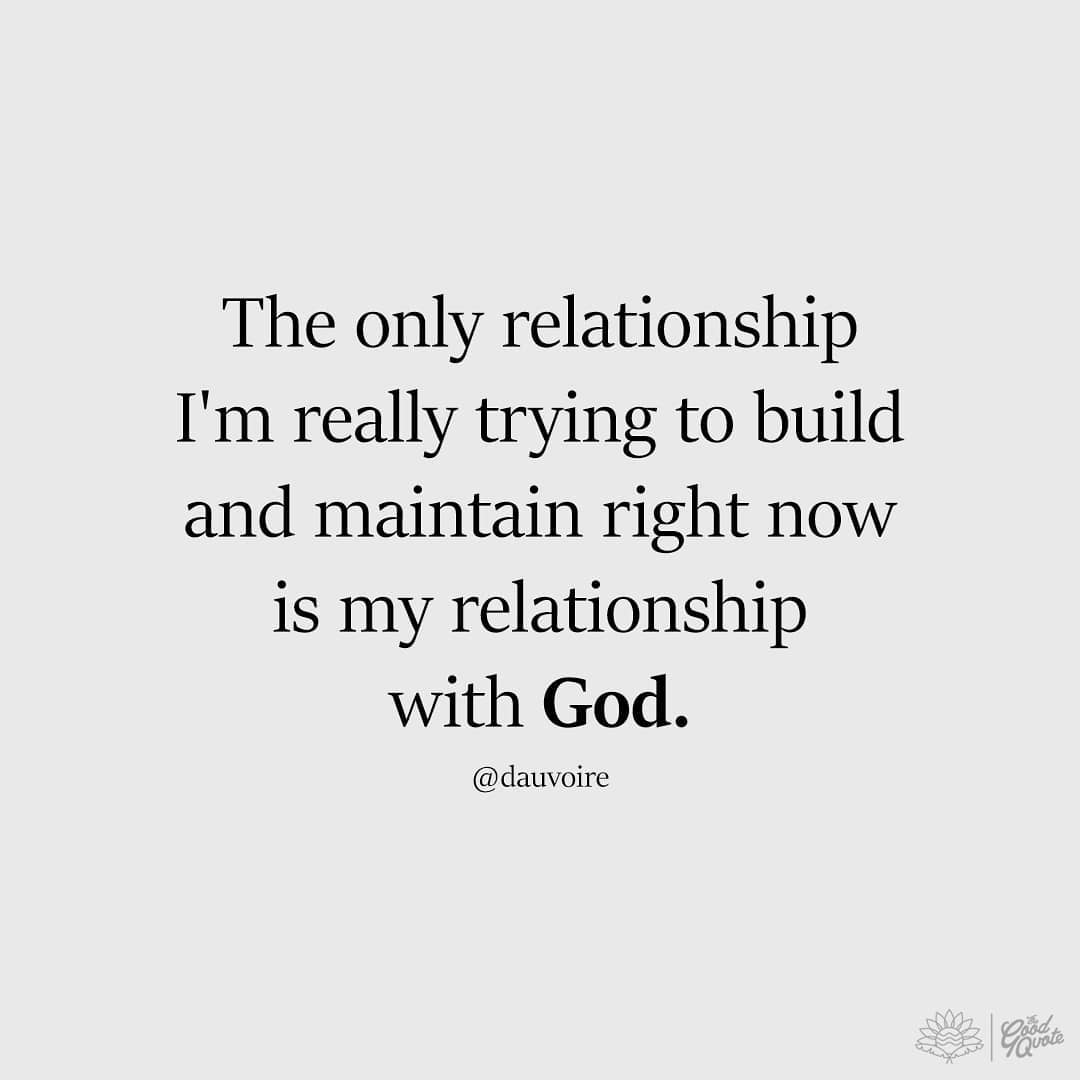 The only relationship
I'm really trying to build
and maintain right now
is my relationship
with God.
@dauvoire
The
Good
Quote